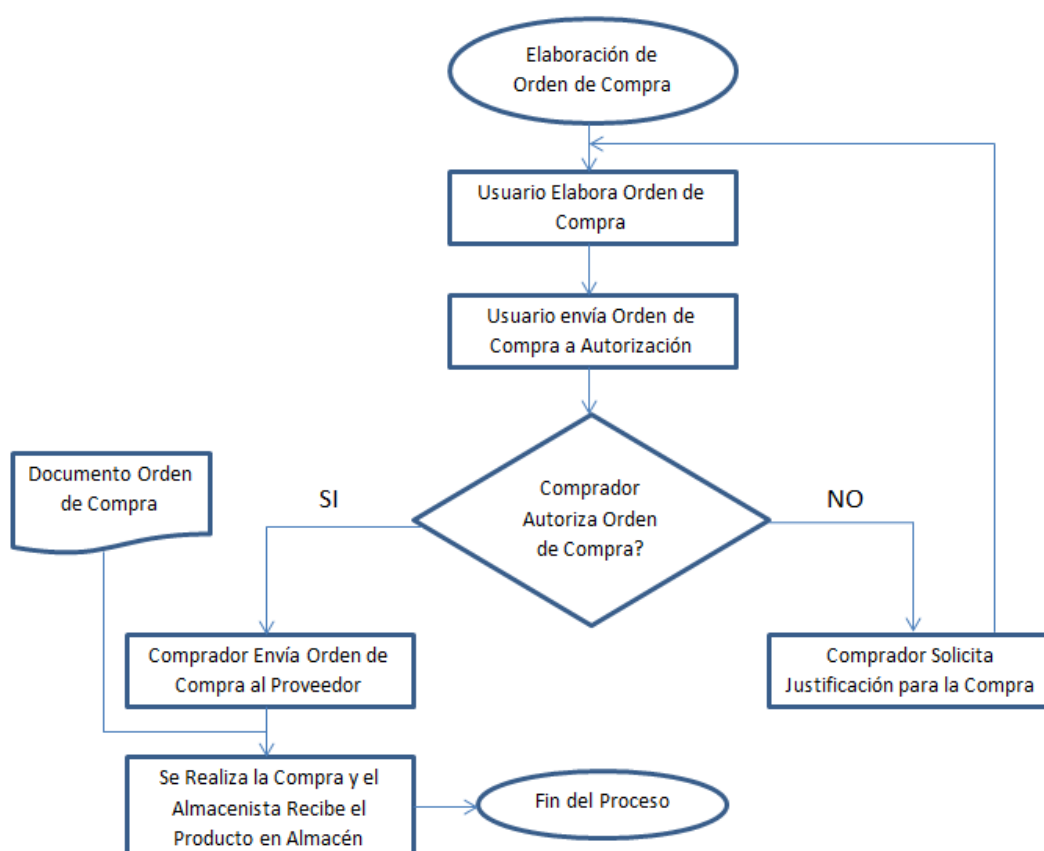 Elaboración de
Orden de Compra
Usuario Elabora Orden de
Compra
Usuario envía Orden de
Compra a Autorización
Documento Orden
de Compra
SI
Comprador
Autoriza Orden
de Compra?
NO
Comprador Envía Orden de
Compra al Proveedor
Comprador Solicita
Justificación para la Compra
Se Realiza la Compra y el
Almacenista Recibe el
Producto en Almacén
Fin del Proceso